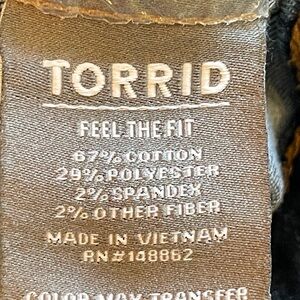 TORRID
FEEL THE FIT
67% COTTON
29% POLYESTER
2% SPANDEX
2% OTHER FIBER
MADE IN VIETNAM
RN#148862
COLOR MAY TRANSFER